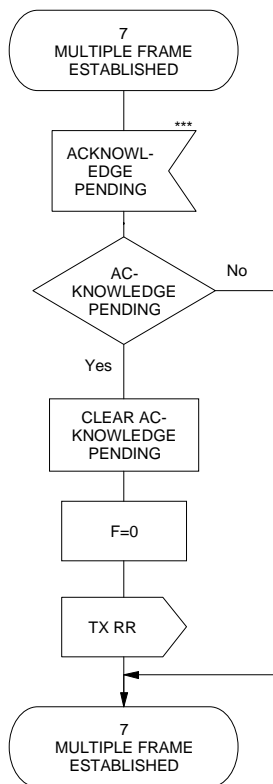 7
MULTIPLE FRAME
ESTABLISHED
***
ACKNOWL-
EDGE
PENDING
AC-
KNOWLEDGE
PENDING
No
Yes
CLEAR AC-
KNOWLEDGE
PENDING
F=0
TX RR
7
MULTIPLE FRAME
ESTABLISHED